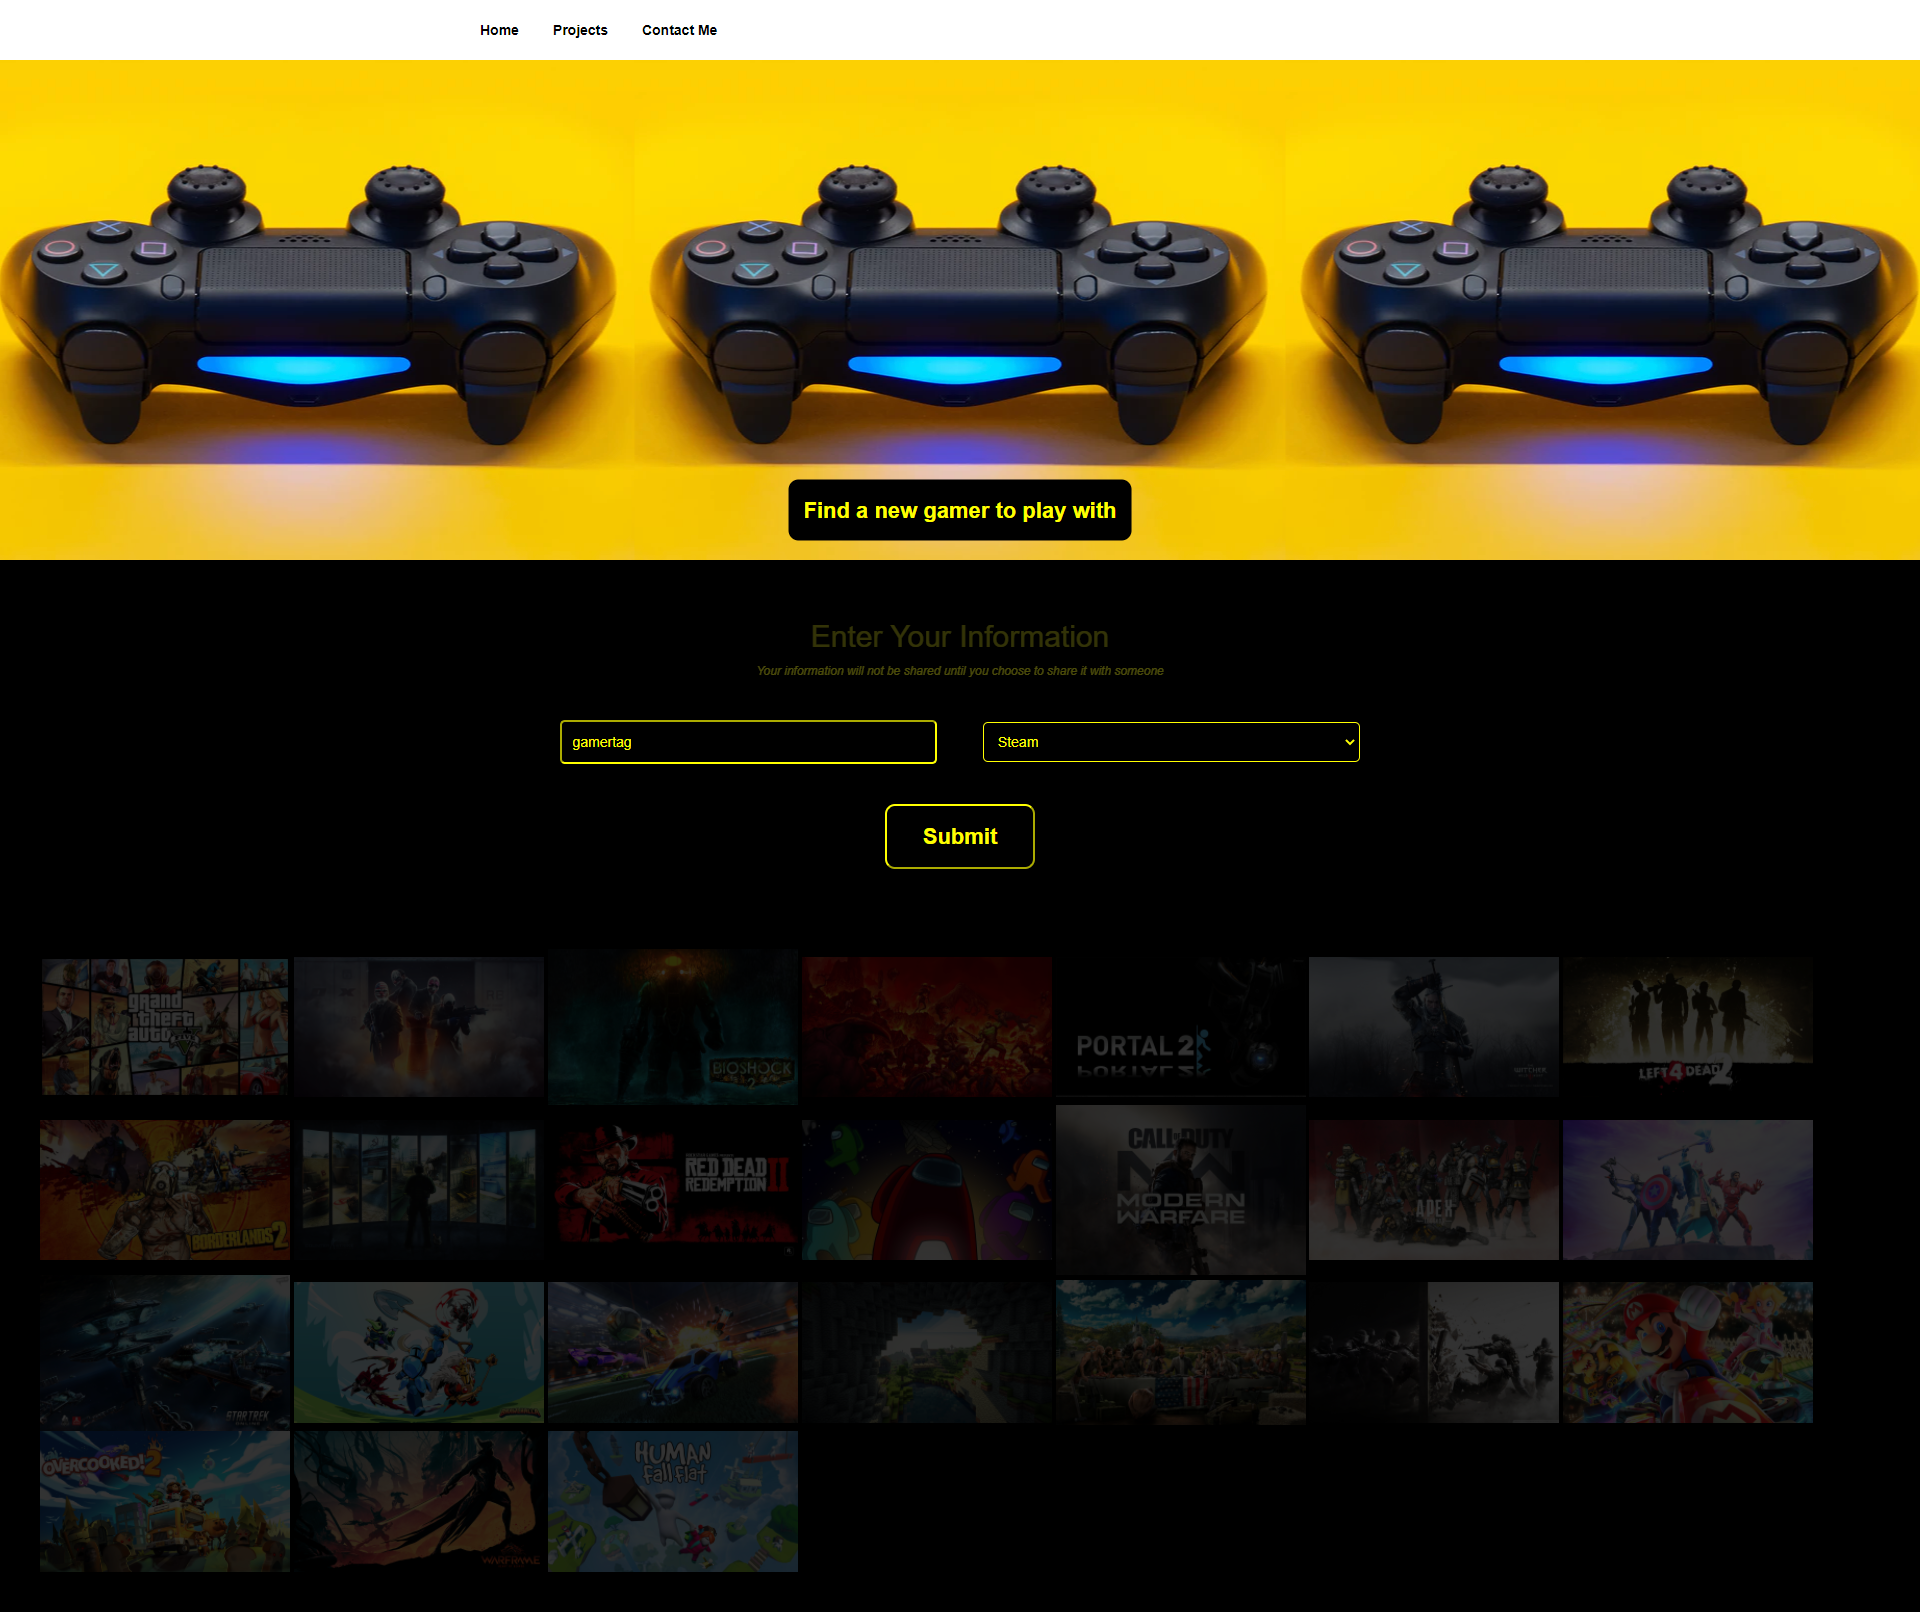 Home
Projects
Contact Me
Find a new gamer to play with
Enter Your Information
Your information will not be shared until you choose to share it with someone
gamertag
Steam
Submit
grand
theft
auto
BIOSHOCK
2
PORTAL 2
WITCHER
LEFT 4 DEAD 2
BORDERLANDS 2
RED DEAD
REDEMPTION II
CALL OF DUTY
MW
MODERN
WARFARE
APEX
STAR TREK
OVERCOOKED! 2
WARFRAME
HUMAN
fall flat